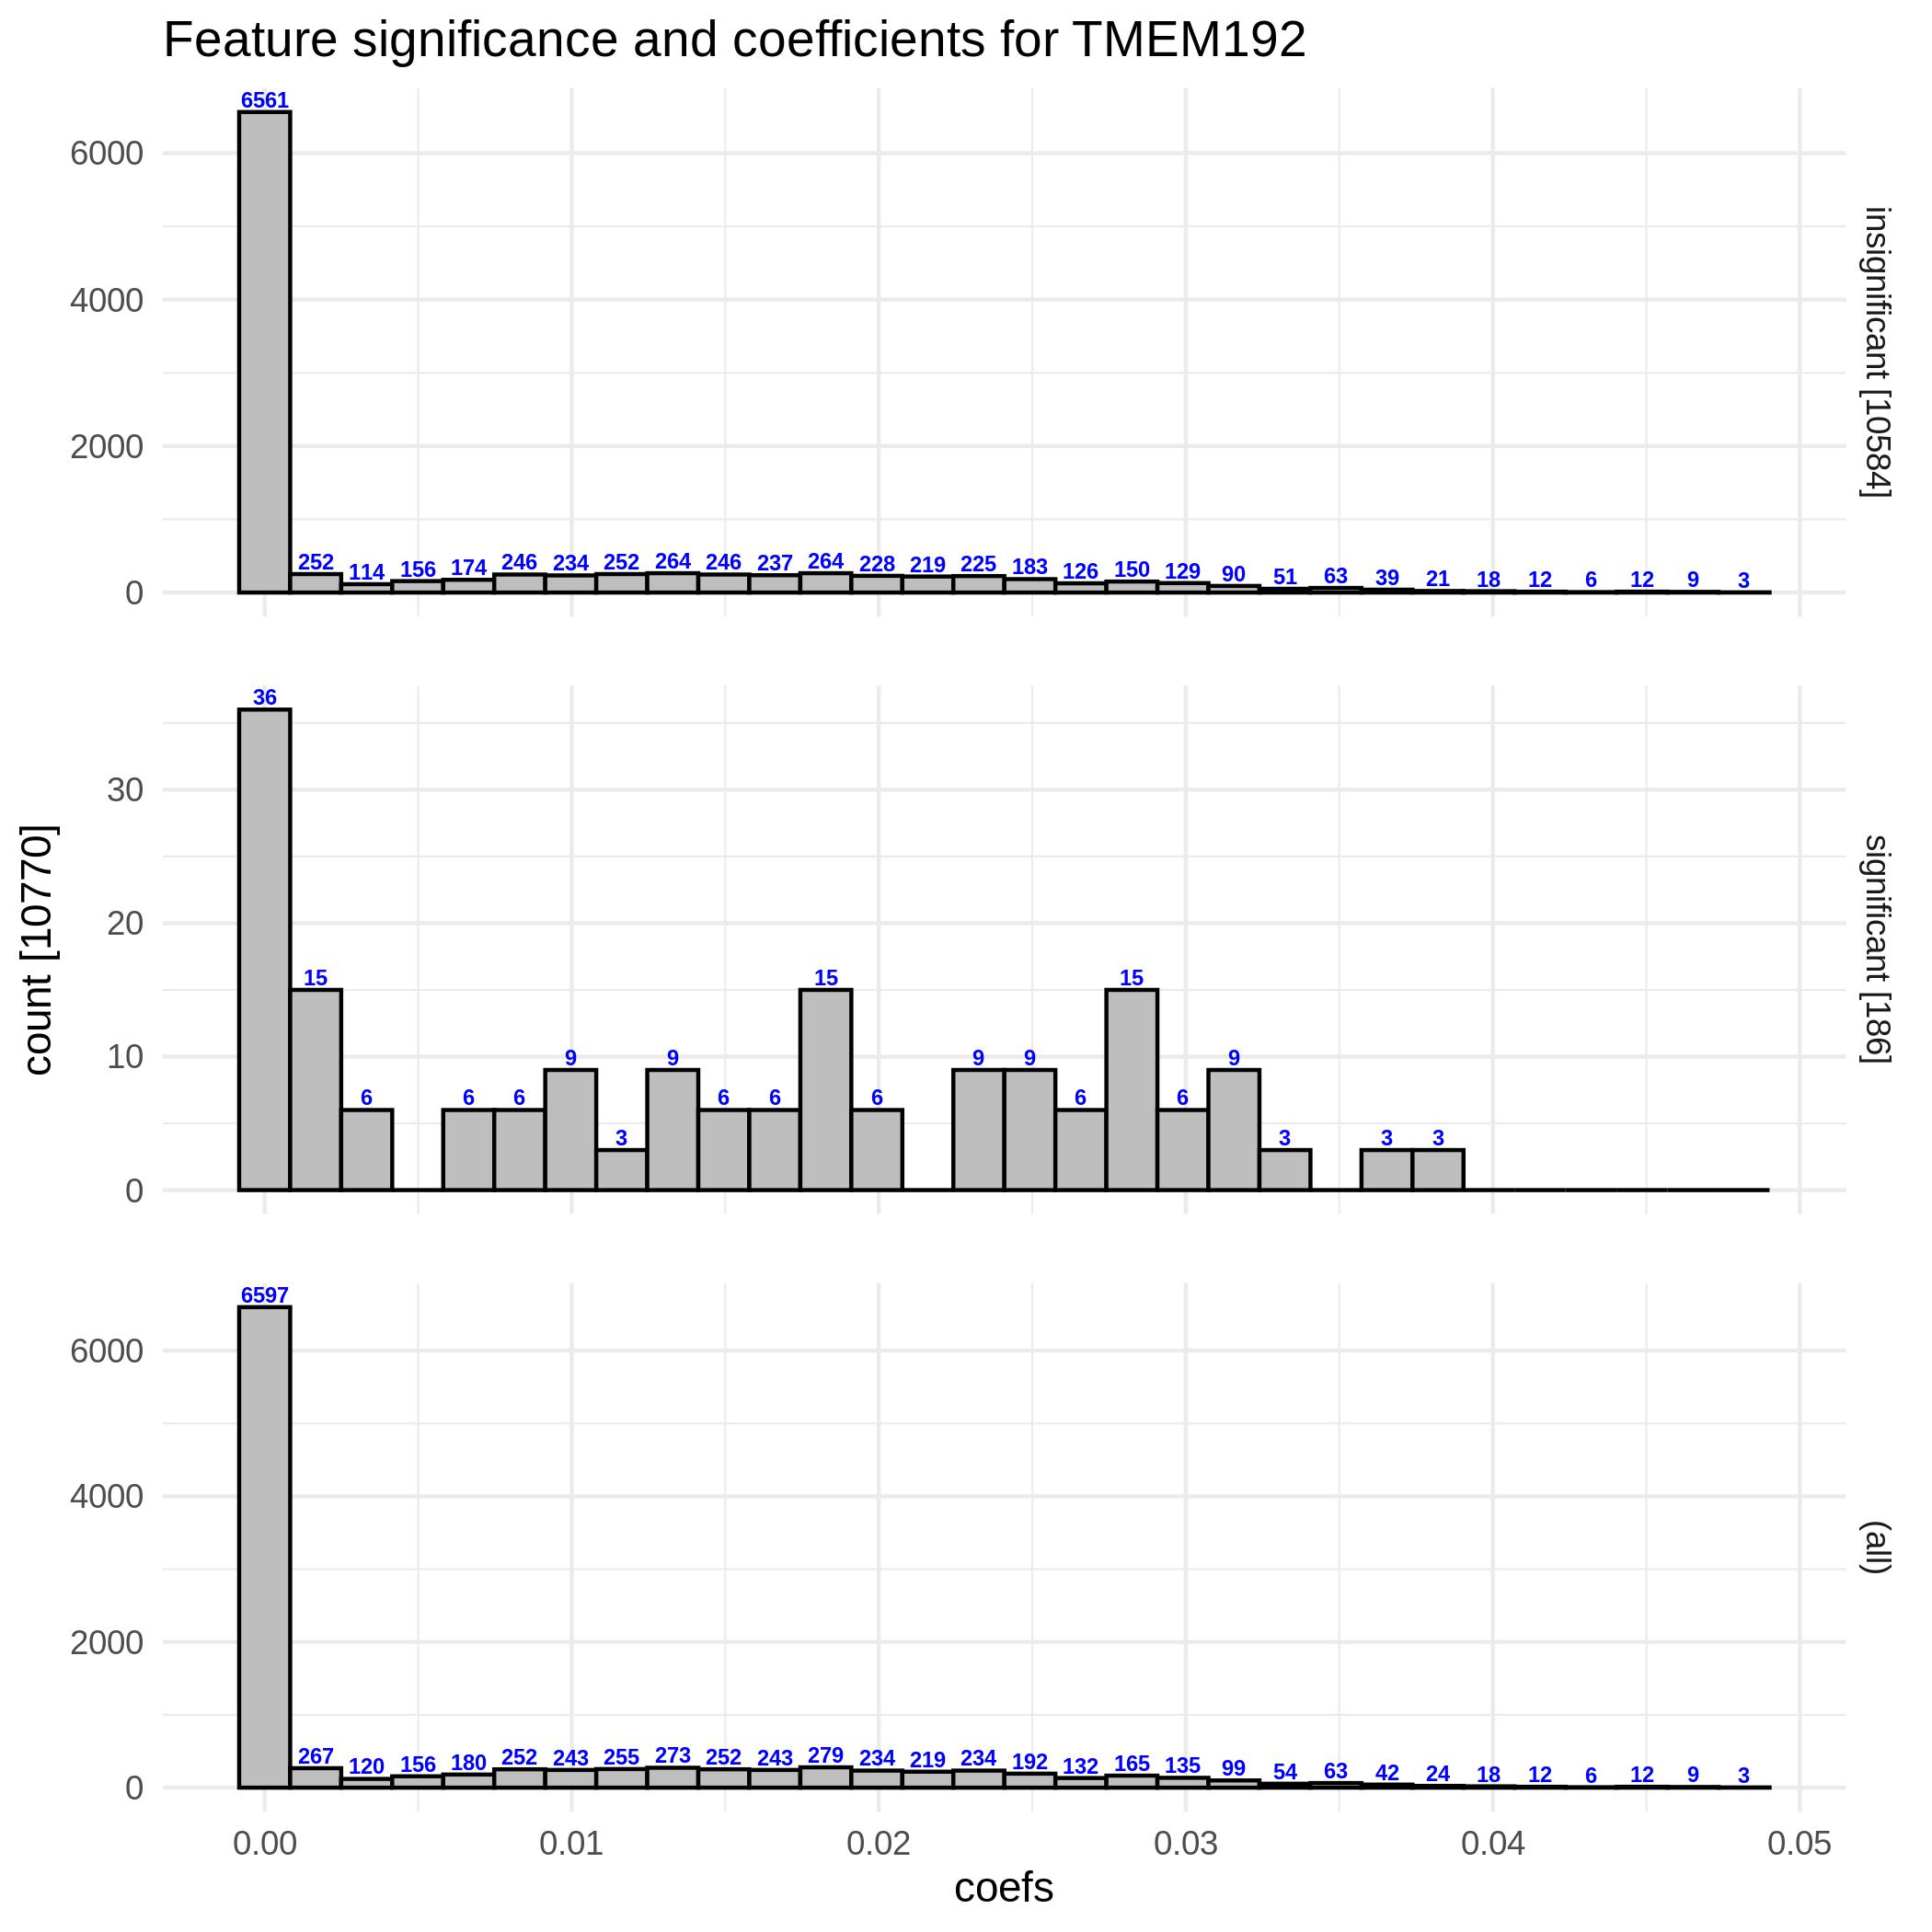 Feature significance and coefficients for TMEM192
6561
6000
4000
2000
0
252 114 156 174 246 234 252 264 246 237 264 228 219 225 183 126 150 129 90 51 63 39 21 18 12 6 12 9 3
insignificant [10584]
36
30
20
10
0
15 6 6 6 9 3 9 6 6 15 6 9 9 6 15 6 9 3 3 3
significant [186]
count [10770]
6597
6000
4000
2000
0
267 120 156 180 252 243 255 273 252 243 279 234 219 234 192 132 165 135 99 54 63 42 24 18 12 6 12 9 3
(all)
0.00 0.01 0.02 0.03 0.04 0.05
coefs